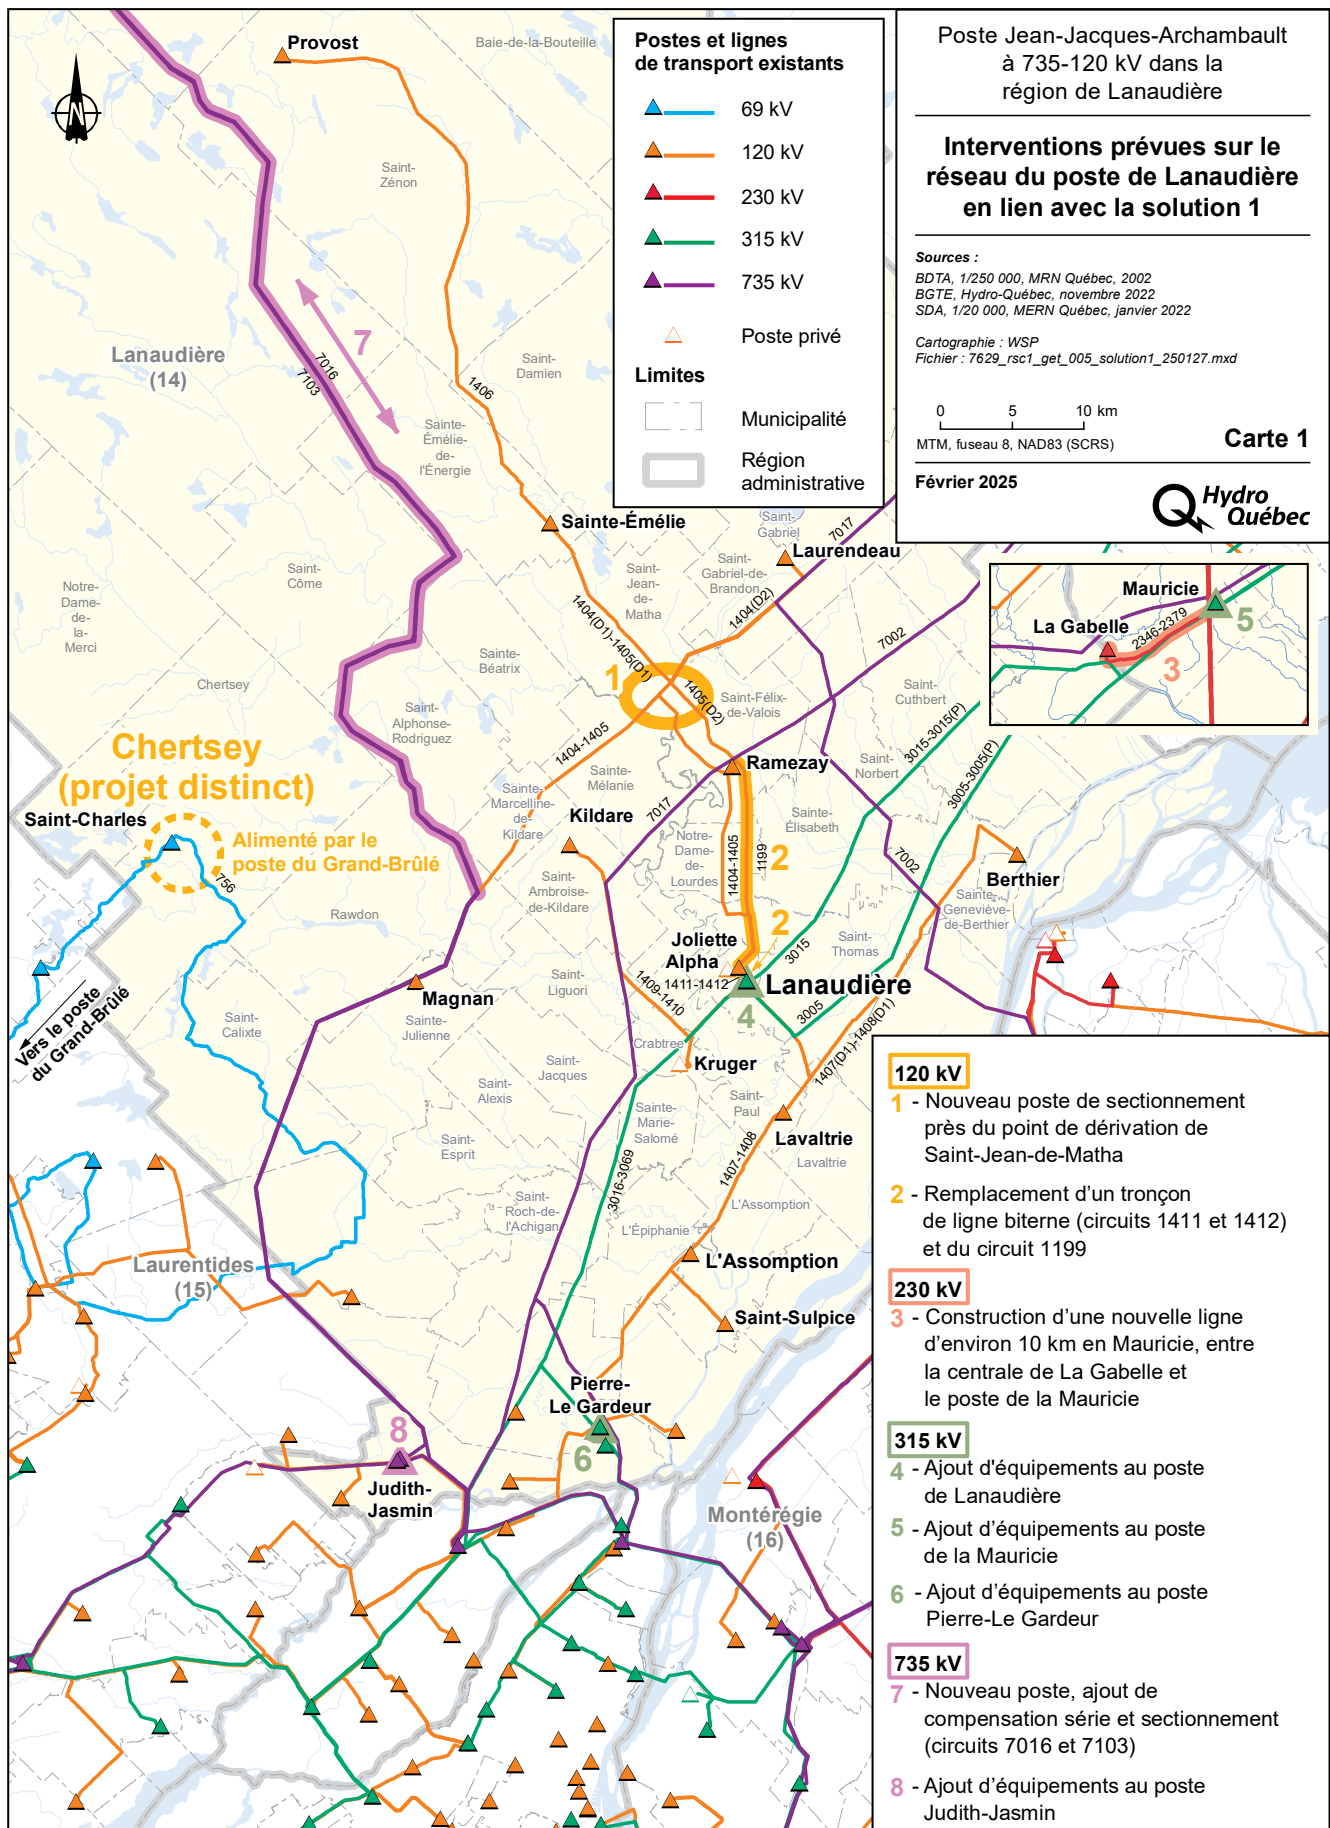 Provost
Baie-de-la-Bouteille
N
Saint-
Zénon
Lanaudière
(14)
7
7016
7103
Saint-
Damien
1406
Sainte-
Émélie-
de-
l'Énergie
Sainte-Émélie
Saint-
Gabriel
7017
Laurendeau
Saint-
Gabriel-de-
Brandon
Saint-
Jean-
de-
Matha
1404(D1)-1405(D1)
1404(D2)
7002
Saint-
Côme
Notre-
Dame-
de-
la-
Merci
Sainte-
Béatrix
Chertsey
1
1405(D2)
Saint-Félix-
de-Valois
Saint-
Cuthbert
Saint-
Alphonse-
Rodriguez
1404-1405
3015-3015(P)
3005-3005(P)
Chertsey
(projet distinct)
Saint-Charles
Alimenté par le
poste du Grand-Brûlé
756
Ramezay
Saint-
Norbert
Sainte-
Mélanie
Sainte-
Marcelline-
de-
Kildare
Kildare
7017
Sainte-
Élisabeth
Notre-
Dame-
de-
Lourdes
1404-1405
1199
2
7002
Berthier
Sainte-
Geneviève-
de-Berthier
Saint-
Ambroise-
de-Kildare
Rawdon
2
Saint-
Thomas
Joliette
Alpha
1411-1412
3015
Lanaudière
4
3005
Saint-
Liguori
1409-1410
Magnan
Sainte-
Julienne
Vers le poste
du Grand-Brûlé
Saint-
Calixte
Crabtree
Kruger
1407(D1)-1408(D1)
Saint-
Jacques
Saint-
Alexis
Saint-
Paul
Sainte-
Marie-
Salomé
Lavaltrie
Lavaltrie
Saint-
Esprit
1407-1408
3016-3069
Saint-
Roch-de-
l'Achigan
L'Épiphanie
L'Assomption
L'Assomption
Laurentides
(15)
Saint-Sulpice
Pierre-
Le Gardeur
6
8
Judith-
Jasmin
Montérégie
(16)
Postes et lignes
de transport existants
69 kV
120 kV
230 kV
315 kV
735 kV
Poste privé
Limites
Municipalité
Région
administrative
Poste Jean-Jacques-Archambault
à 735-120 kV dans la
région de Lanaudière
Interventions prévues sur le
réseau du poste de Lanaudière
en lien avec la solution 1
Sources :
BDTA, 1/250 000, MRN Québec, 2002
BGTE, Hydro-Québec, novembre 2022
SDA, 1/20 000, MERN Québec, janvier 2022
Cartographie : WSP
Fichier : 7629_rsc1_get_005_solution1_250127.mxd
0 5 10 km
MTM, fuseau 8, NAD83 (SCRS)
Carte 1
Février 2025
Hydro
Québec
Mauricie
La Gabelle
2346-2379
5
3
120 kV
1 - Nouveau poste de sectionnement
près du point de dérivation de
Saint-Jean-de-Matha
2 - Remplacement d'un tronçon
de ligne biterne (circuits 1411 et 1412)
et du circuit 1199
230 kV
3 - Construction d'une nouvelle ligne
d'environ 10 km en Mauricie, entre
la centrale de La Gabelle et
le poste de la Mauricie
315 kV
4 - Ajout d'équipements au poste
de Lanaudière
5 - Ajout d'équipements au poste
de la Mauricie
6 - Ajout d'équipements au poste
Pierre-Le Gardeur
735 kV
7 - Nouveau poste, ajout de
compensation série et sectionnement
(circuits 7016 et 7103)
8 - Ajout d'équipements au poste
Judith-Jasmin